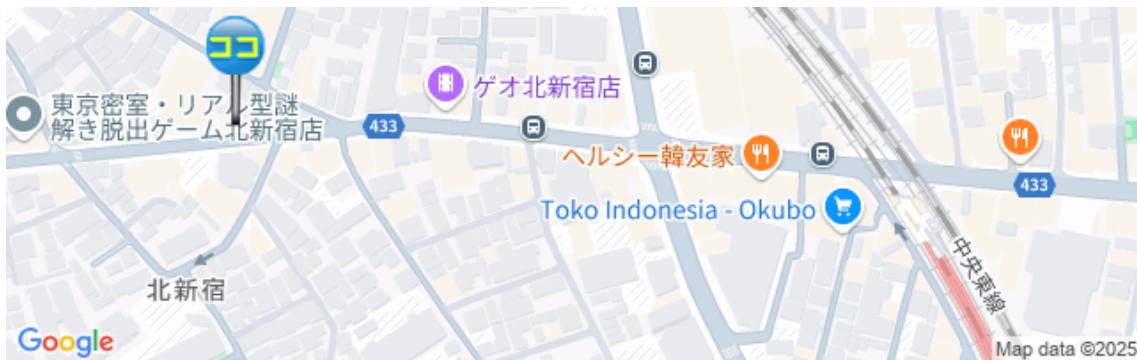 ココ
東京密室・リアル型謎
解き脱出ゲーム北新宿店
ゲオ北新宿店
433
ヘルシー韓友家
433
Toko Indonesia - Okubo
中央東線
北新宿
Google
Map data ©2025